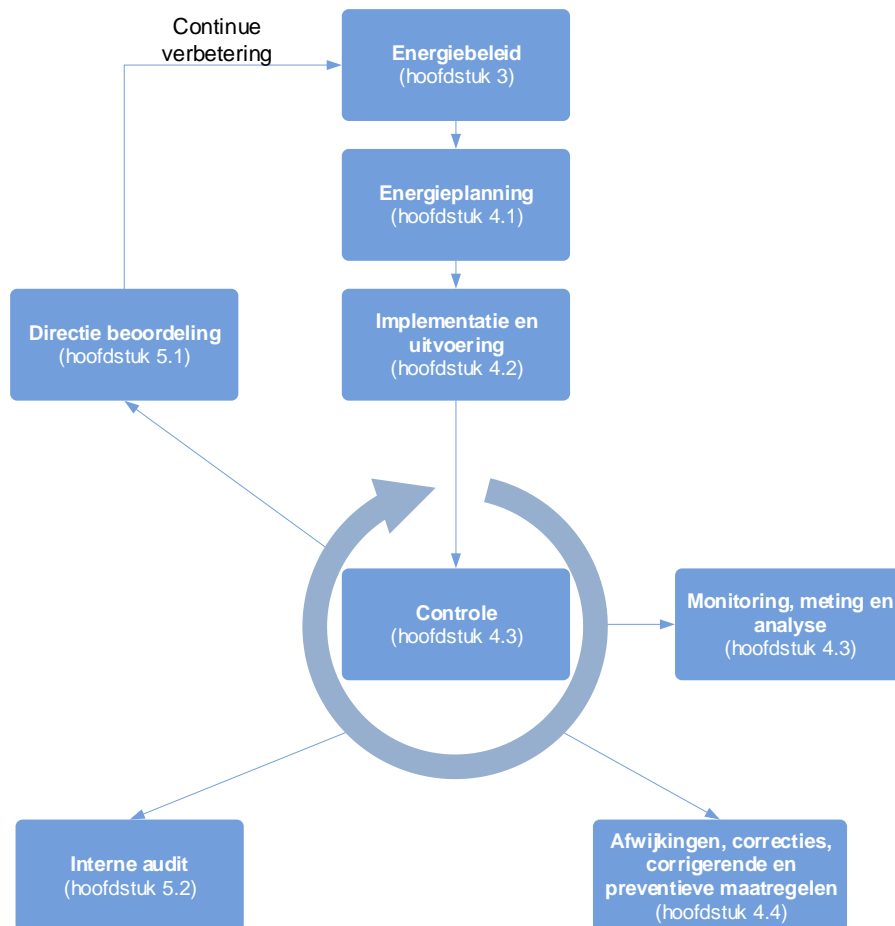 Continue
verbetering
Energiebeleid
(hoofdstuk 3)
Energieplanning
(hoofdstuk 4.1)
Directie beoordeling
(hoofdstuk 5.1)
Implementatie en
uitvoering
(hoofdstuk 4.2)
Controle
(hoofdstuk 4.3)
Monitoring, meting en
analyse
(hoofdstuk 4.3)
Interne audit
(hoofdstuk 5.2)
Afwijkingen, correcties,
corrigerende en
preventieve maatregelen
(hoofdstuk 4.4)